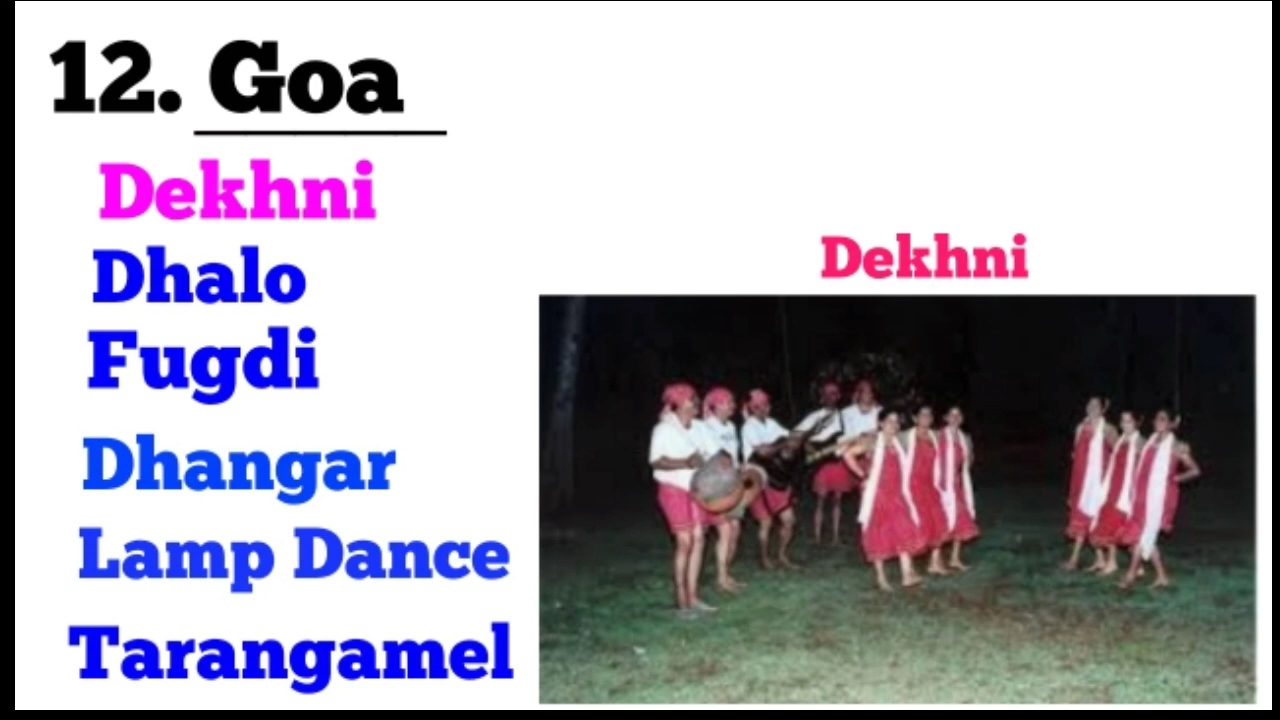 12. Goa
Dekhni
Dhalo
Fugdi
Dhangar
Lamp Dance
Tarangamel
Dekhni